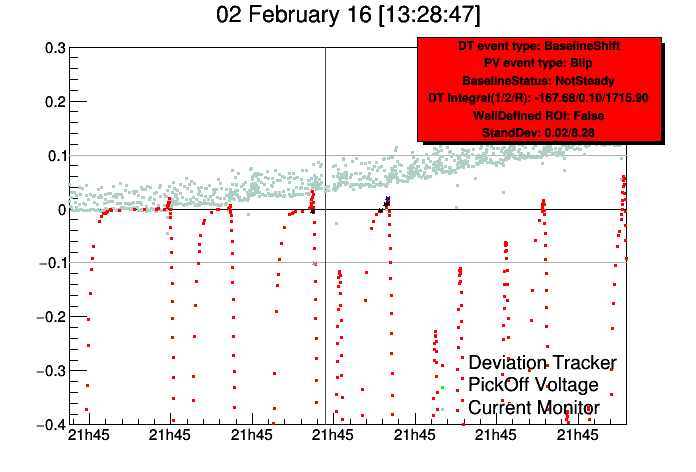 02 February 16 [13:28:47]
DT event type: BaselineShift
PV event type: Blip
BaselineStatus: NotSteady
DT Integral(1/2/R): -167.68/0.10/1715.90
WellDefined ROI: False
StandDev: 0.02/8.28
0.3
0.2
0.1
0
−0.1
−0.2
−0.3
−0.4
Deviation Tracker
PickOff Voltage
Current Monitor
21h45 21h45 21h45 21h45 21h45 21h45 21h45